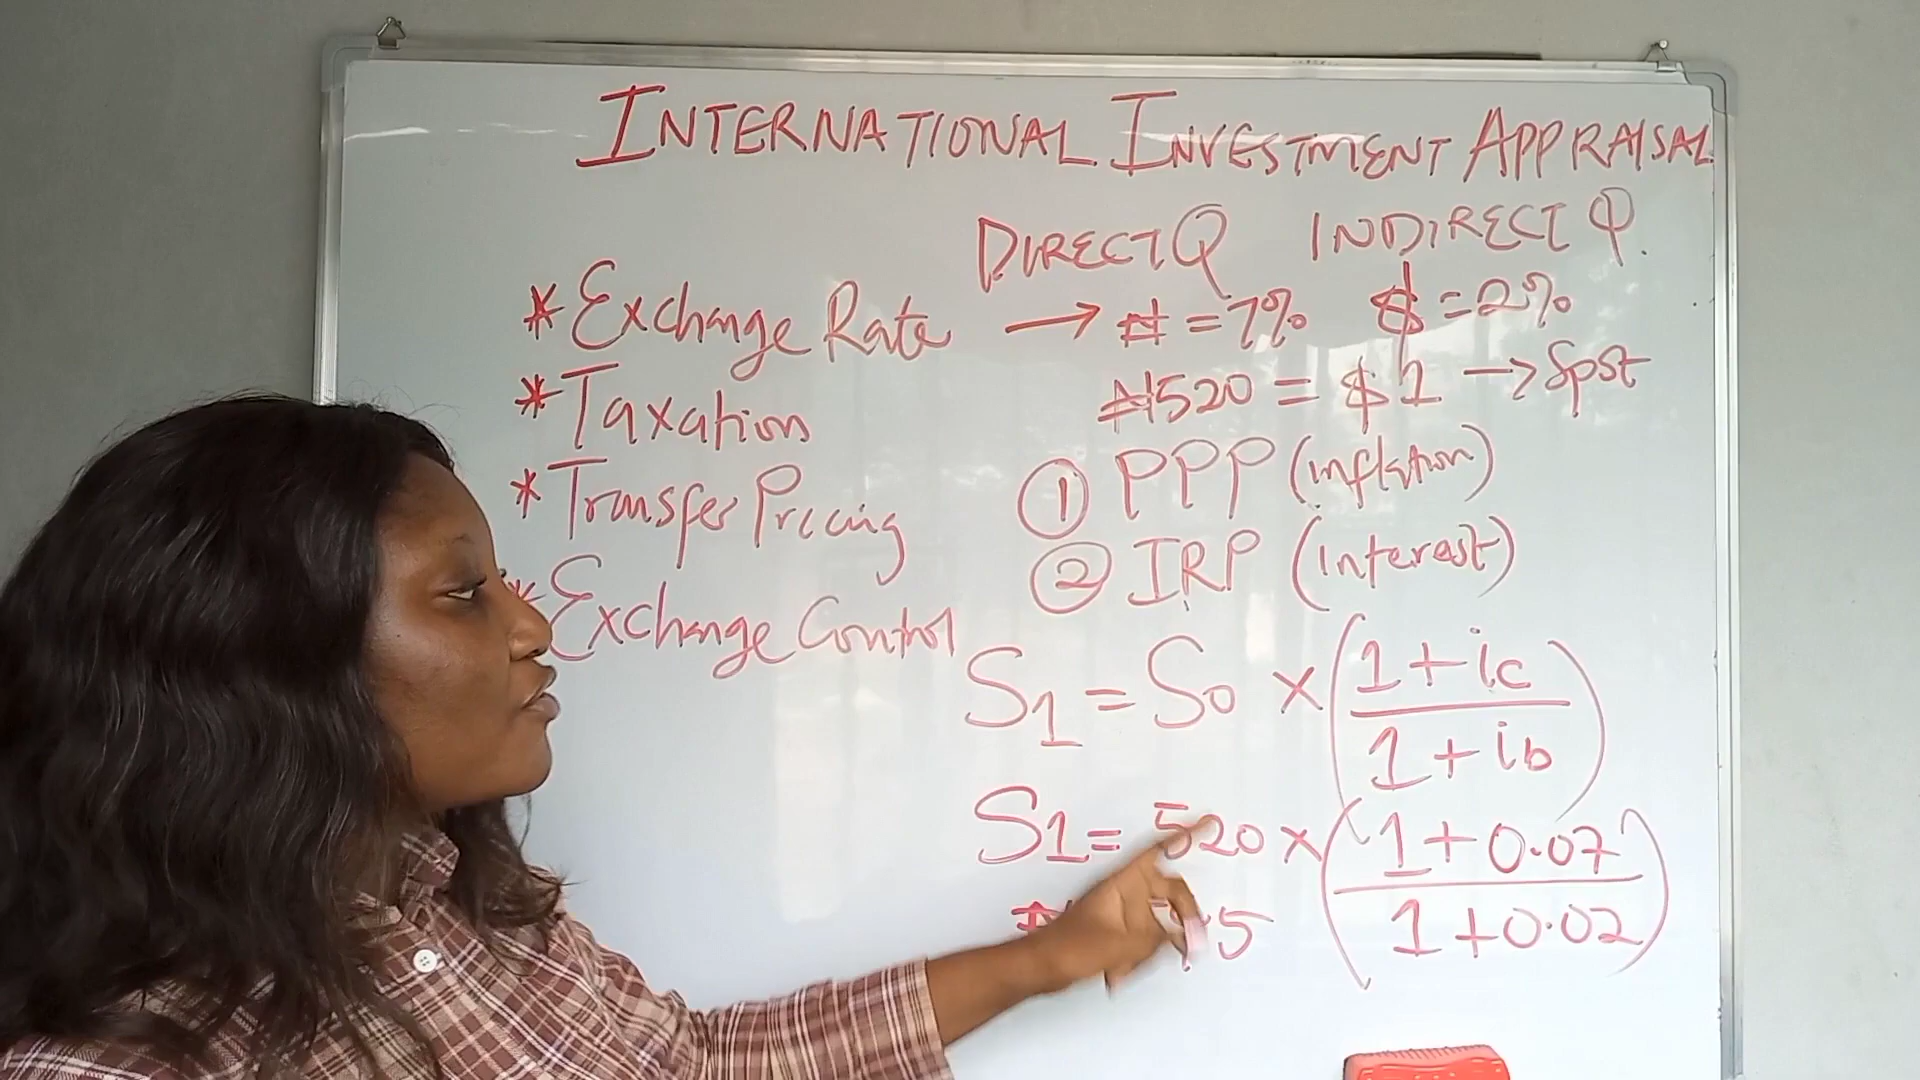 INTERNATIONAL INVESTMENT APPRAISAL
DIRECT Q INDIRECT Q.
* Exchange Rate → ₦ = 7% $ = 2%
* Taxation ₦520 = $1 → Spot
* Transfer Pricing ① PPP (inflation)
* Exchange Control ② IRP (interest)
S1 = S0 × (1 + ic / 1 + ib)
S1 = 520 × (1 + 0.07 / 1 + 0.02)